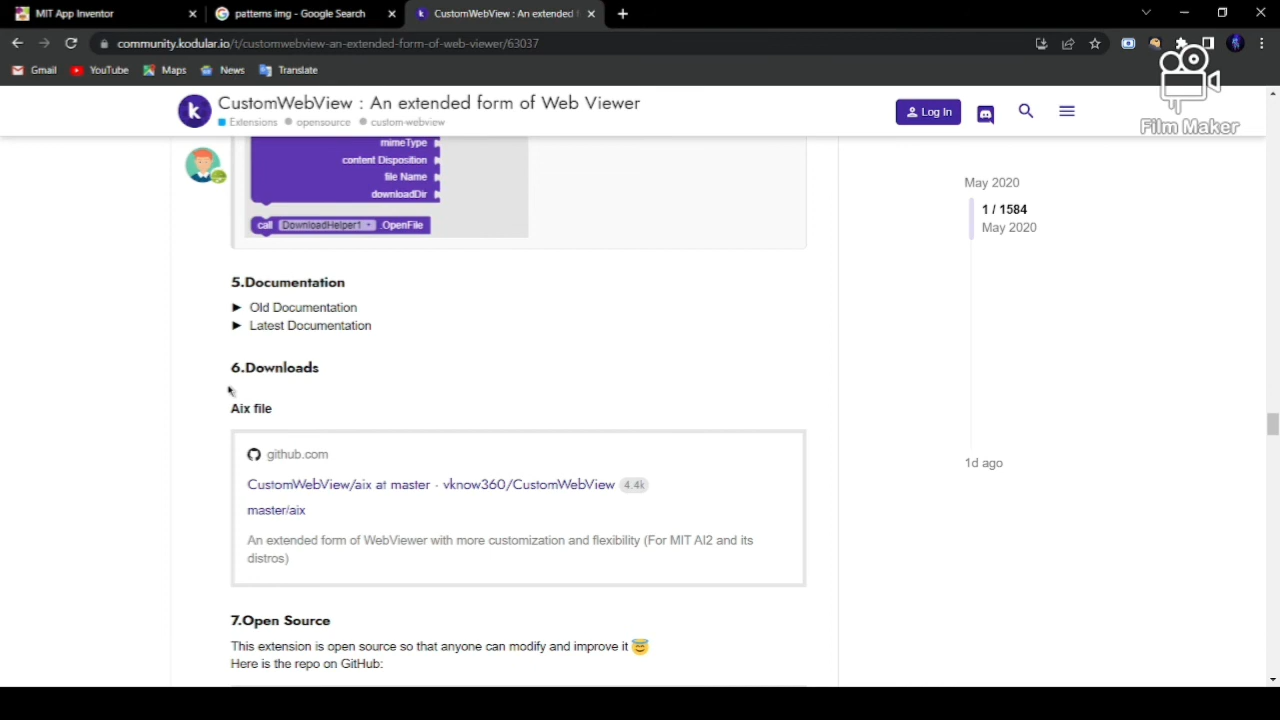 MIT App Inventor
patterns img - Google Search
CustomWebView : An extended f
community.kodular.io/t/customwebview-an-extended-form-of-web-viewer/63037
Gmail
YouTube
Maps
News
Translate
Film Maker
k
CustomWebView : An extended form of Web Viewer
Extensions
opensource
custom-webview
Log In
mimeType
content Disposition
file Name
downloadDir
call DownloadHelper1 .OpenFile
May 2020
1 / 1584
May 2020
1d ago
5.Documentation
► Old Documentation
► Latest Documentation
6.Downloads
Aix file
github.com
CustomWebView/aix at master · vknow360/CustomWebView 4.4k
master/aix
An extended form of WebViewer with more customization and flexibility (For MIT AI2 and its
distros)
7.Open Source
This extension is open source so that anyone can modify and improve it 😇
Here is the repo on GitHub: